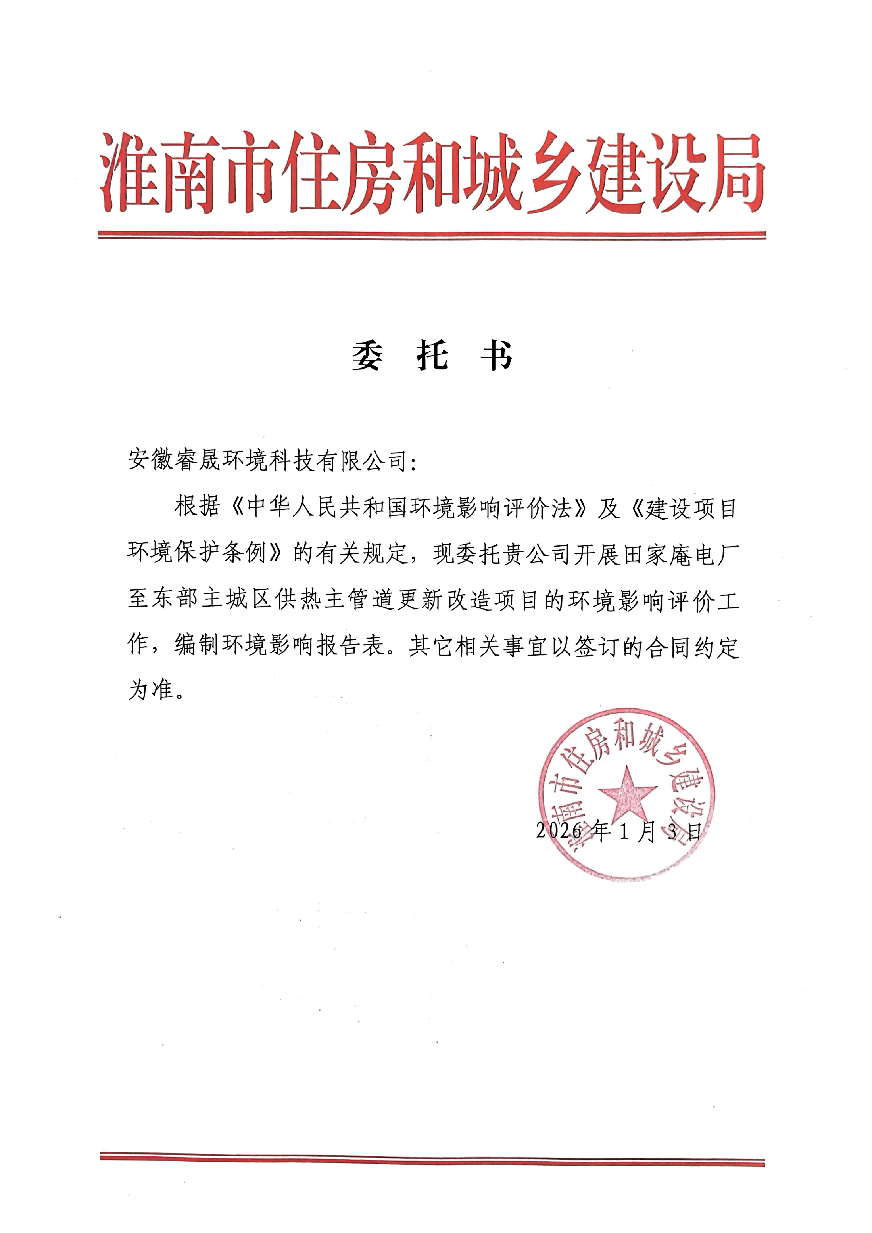 淮南市住房和城乡建设局
委 托 书
安徽睿晟环境科技有限公司：
根据《中华人民共和国环境影响评价法》及《建设项目
环境保护条例》的有关规定，现委托贵公司开展田家庵电厂
至东部主城区供热主管道更新改造项目的环境影响评价工
作，编制环境影响报告表。其它相关事宜以签订的合同约定
为准。
淮南市住房和城乡建设局
2026 年 1 月 3 日